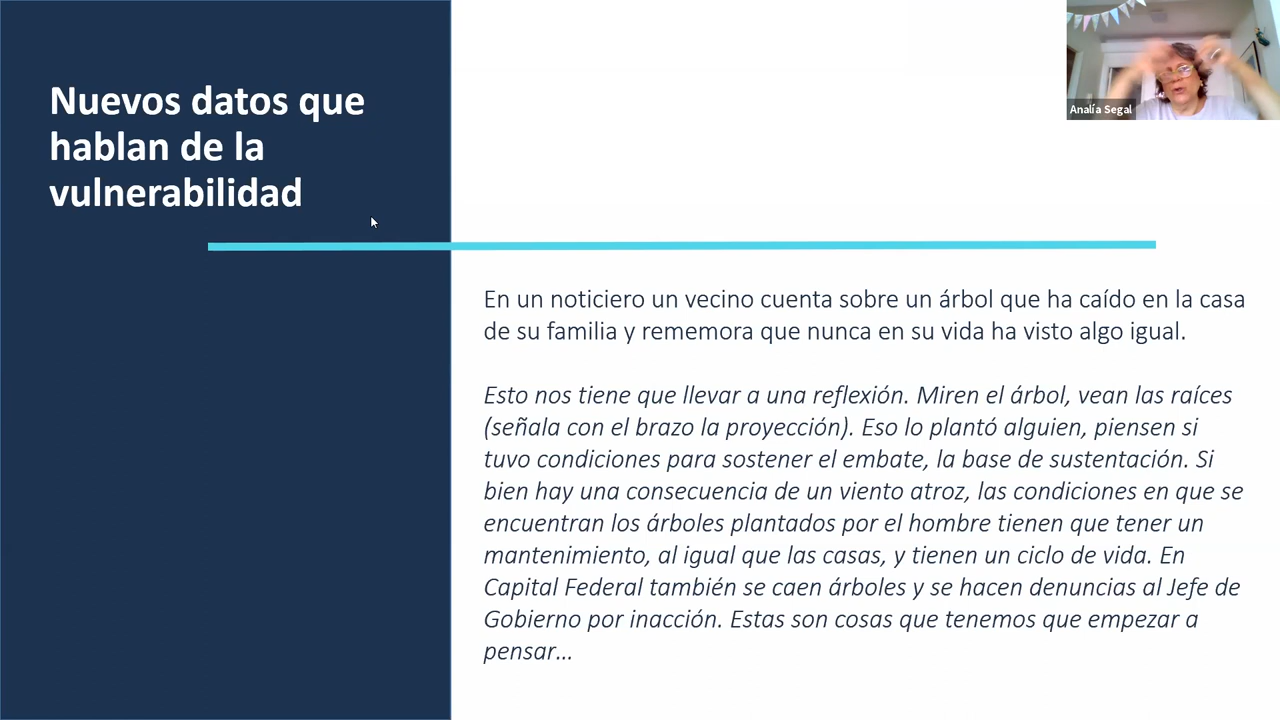 Nuevos datos que
hablan de la
vulnerabilidad
Analía Segal
En un noticiero un vecino cuenta sobre un árbol que ha caído en la casa
de su familia y rememora que nunca en su vida ha visto algo igual.
Esto nos tiene que llevar a una reflexión. Miren el árbol, vean las raíces
(señala con el brazo la proyección). Eso lo plantó alguien, piensen si
tuvo condiciones para sostener el embate, la base de sustentación. Si
bien hay una consecuencia de un viento atroz, las condiciones en que se
encuentran los árboles plantados por el hombre tienen que tener un
mantenimiento, al igual que las casas, y tienen un ciclo de vida. En
Capital Federal también se caen árboles y se hacen denuncias al Jefe de
Gobierno por inacción. Estas son cosas que tenemos que empezar a
pensar...